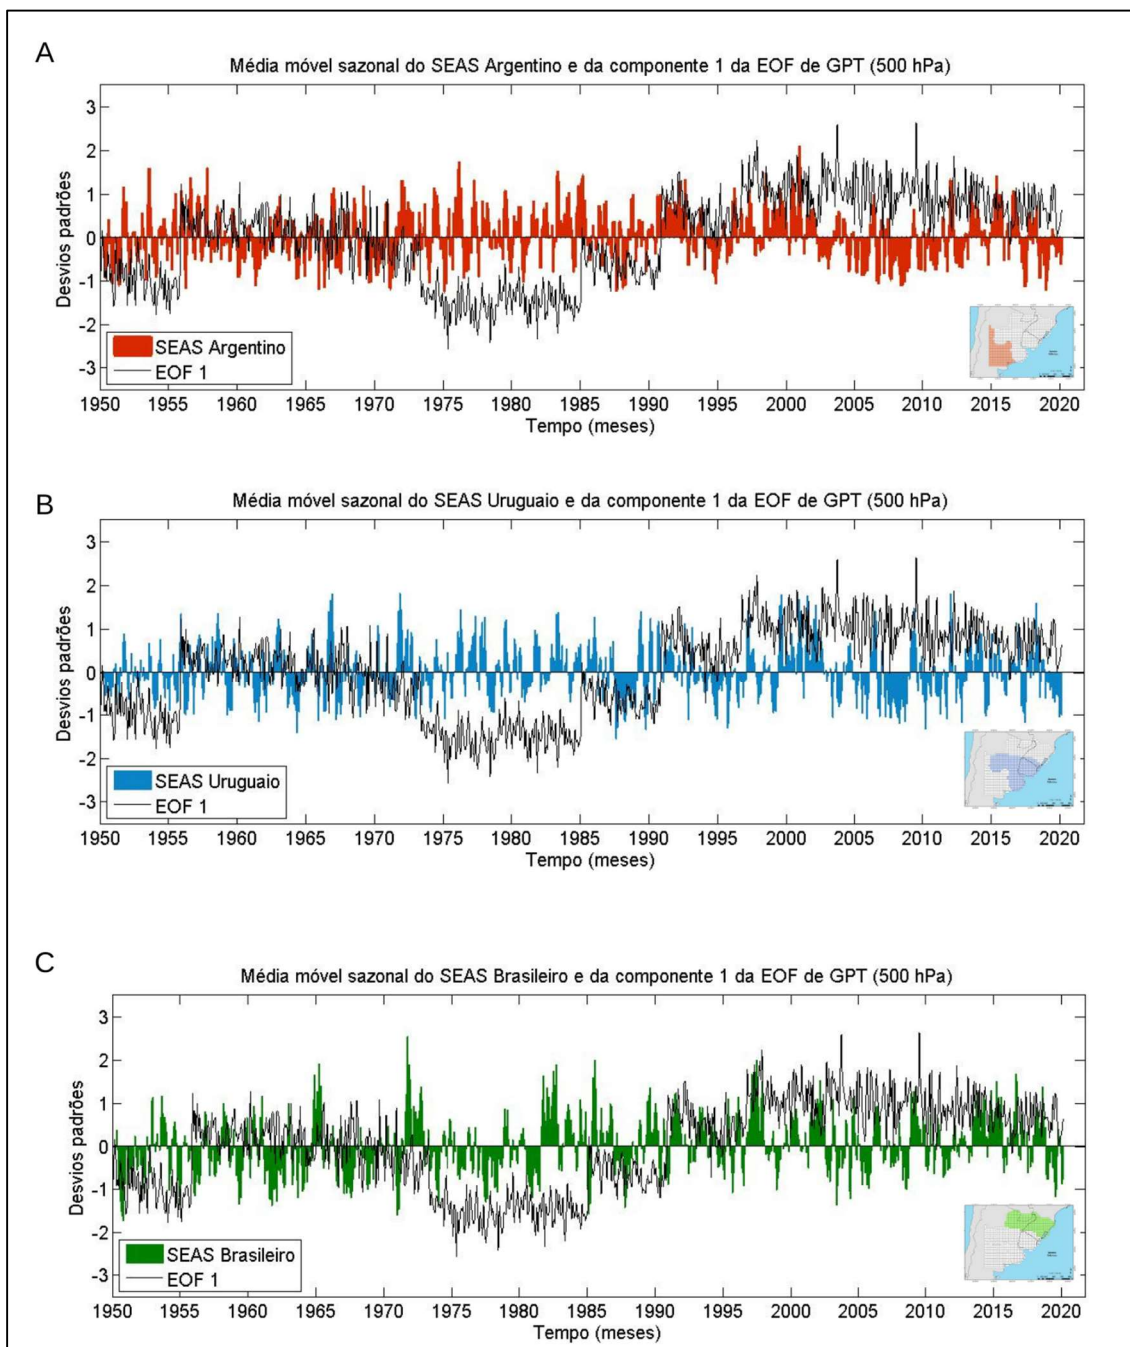 A
Média móvel sazonal do SEAS Argentino e da componente 1 da EOF de GPT (500 hPa)
3
2
1
0
-1
-2
-3
Desvios padrões
SEAS Argentino
EOF 1
1950 1955 1960 1965 1970 1975 1980 1985 1990 1995 2000 2005 2010 2015 2020
Tempo (meses)
B
Média móvel sazonal do SEAS Uruguaio e da componente 1 da EOF de GPT (500 hPa)
3
2
1
0
-1
-2
-3
Desvios padrões
SEAS Uruguaio
EOF 1
1950 1955 1960 1965 1970 1975 1980 1985 1990 1995 2000 2005 2010 2015 2020
Tempo (meses)
C
Média móvel sazonal do SEAS Brasileiro e da componente 1 da EOF de GPT (500 hPa)
3
2
1
0
-1
-2
-3
Desvios padrões
SEAS Brasileiro
EOF 1
1950 1955 1960 1965 1970 1975 1980 1985 1990 1995 2000 2005 2010 2015 2020
Tempo (meses)